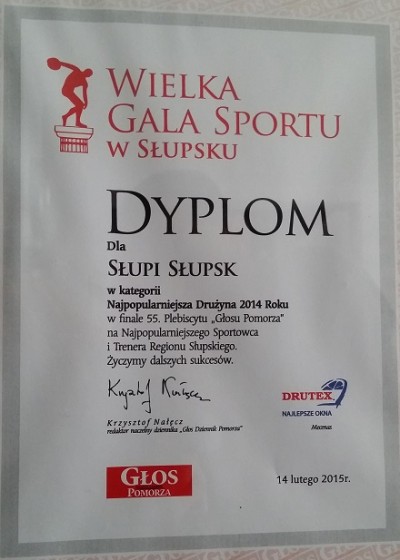 WIELKA
GALA SPORTU
W SŁUPSKU
DYPLOM
Dla
SŁUPI SŁUPSK
w kategorii
Najpopularniejsza Drużyna 2014 Roku
w finale 55. Plebiscytu „Głosu Pomorza”
na Najpopularniejszego Sportowca
i Trenera Regionu Słupskiego.
Życzymy dalszych sukcesów.
Krzysztof Nałęcz
redaktor naczelny dziennika „Głos Dziennik Pomorza”
DRUTEX
NAJLEPSZE OKNA
Mecenas
GŁOS
POMORZA
14 lutego 2015r.